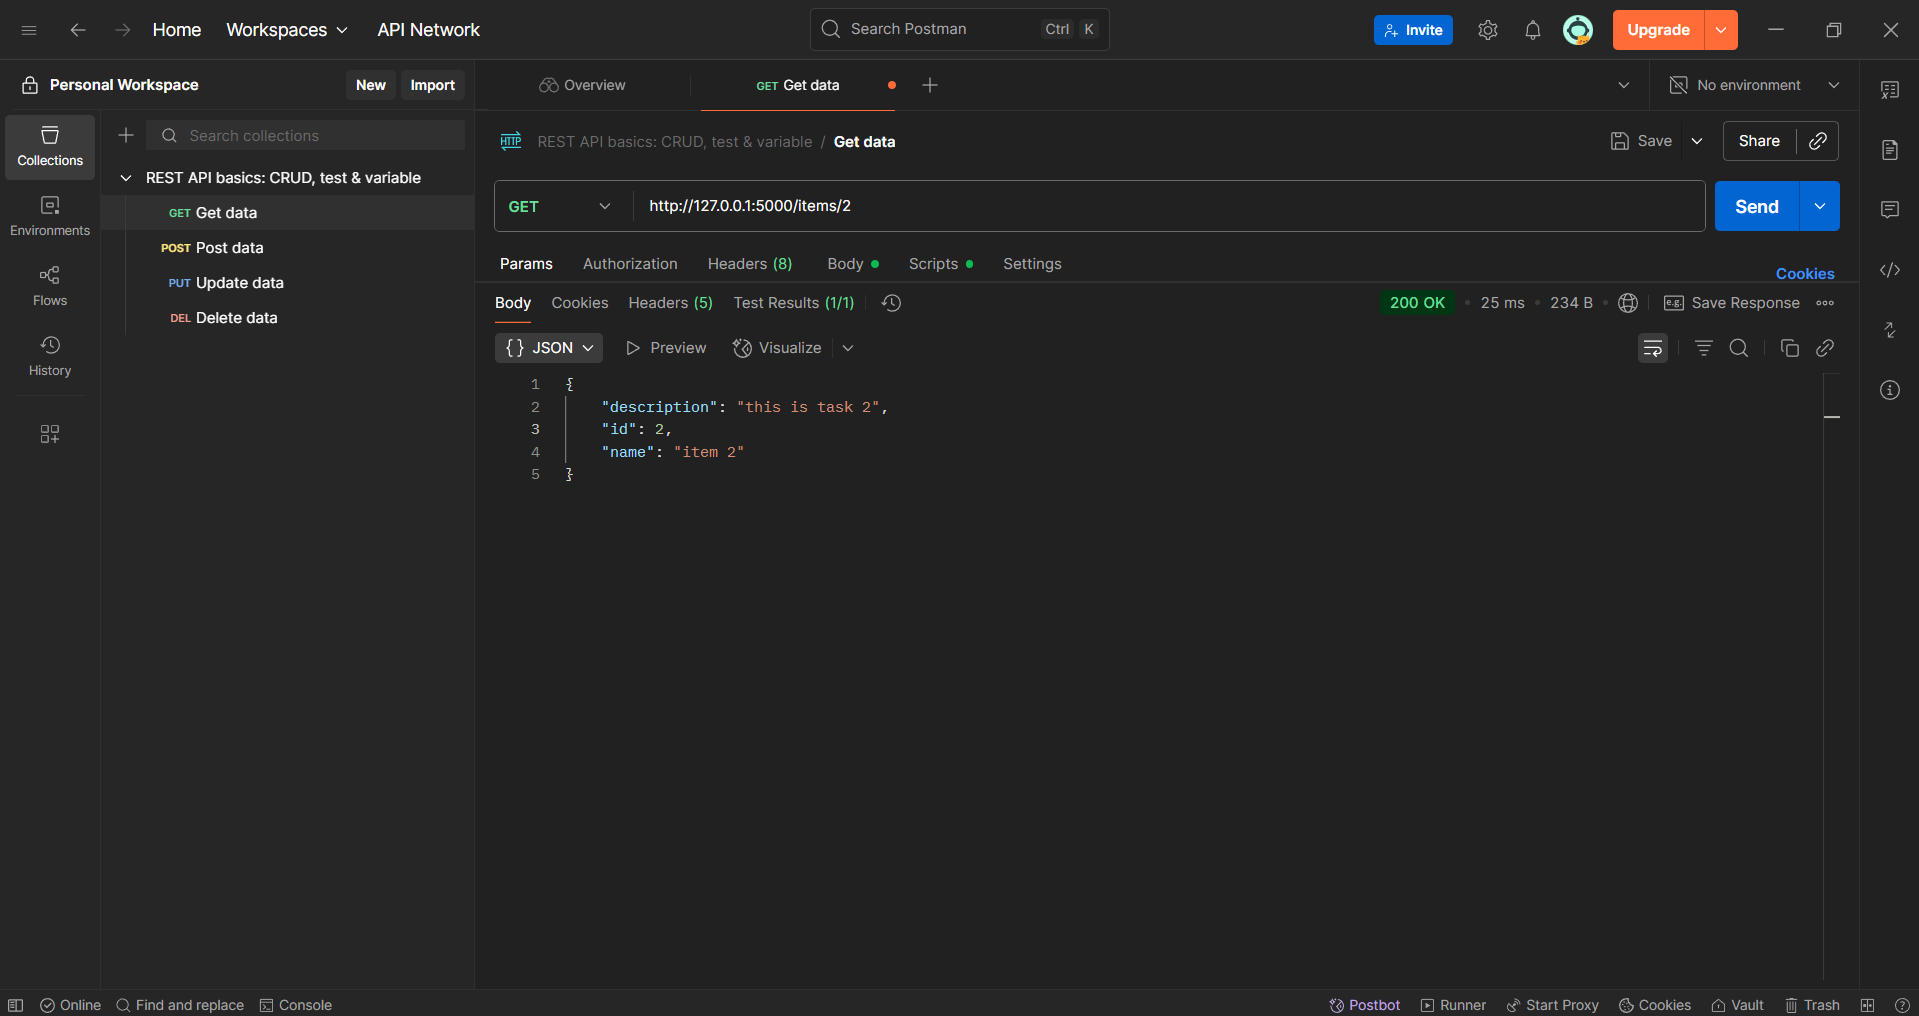 Home Workspaces API Network Search Postman Ctrl K Invite Upgrade
Personal Workspace New Import Overview GET Get data No environment
Collections
Environments
Flows
History
Search collections
REST API basics: CRUD, test & variable
GET Get data
POST Post data
PUT Update data
DEL Delete data
HTTP REST API basics: CRUD, test & variable / Get data Save Share
GET http://127.0.0.1:5000/items/2 Send
Params Authorization Headers (8) Body Scripts Settings Cookies
Body Cookies Headers (5) Test Results (1/1) 200 OK 25 ms 234 B e.g. Save Response
{} JSON Preview Visualize
1 {
2 "description": "this is task 2",
3 "id": 2,
4 "name": "item 2"
5 }
Online Find and replace Console Postbot Runner Start Proxy Cookies Vault Trash